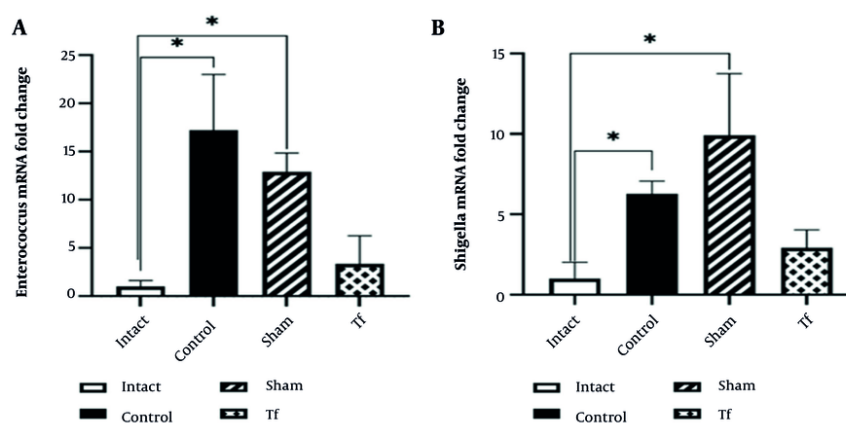 A
Enterococcus mRNA fold change
25
20
15
10
5
0
*
*
Intact
Control
Sham
Tf
Intact
Sham
Control
Tf
B
Shigella mRNA fold change
15
10
5
0
*
*
Intact
Control
Sham
Tf
Intact
Sham
Control
Tf